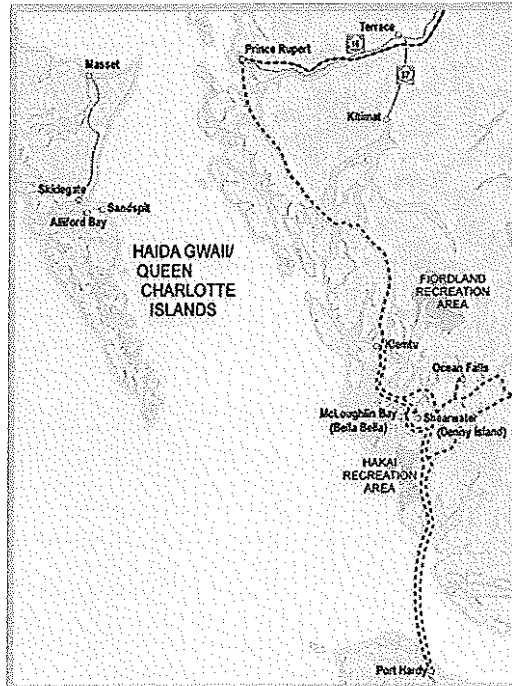 Prince Rupert
16
Terrace
37
Masset
Kitimat
Skidegate
Sandspit
Alliford Bay
HAIDA GWAII/
QUEEN
CHARLOTTE
ISLANDS
FIORDLAND
RECREATION
AREA
Klemtu
Ocean Falls
McLoughlin Bay
(Bella Bella)
Shearwater
(Denny Island)
HAKAI
RECREATION
AREA
Port Hardy